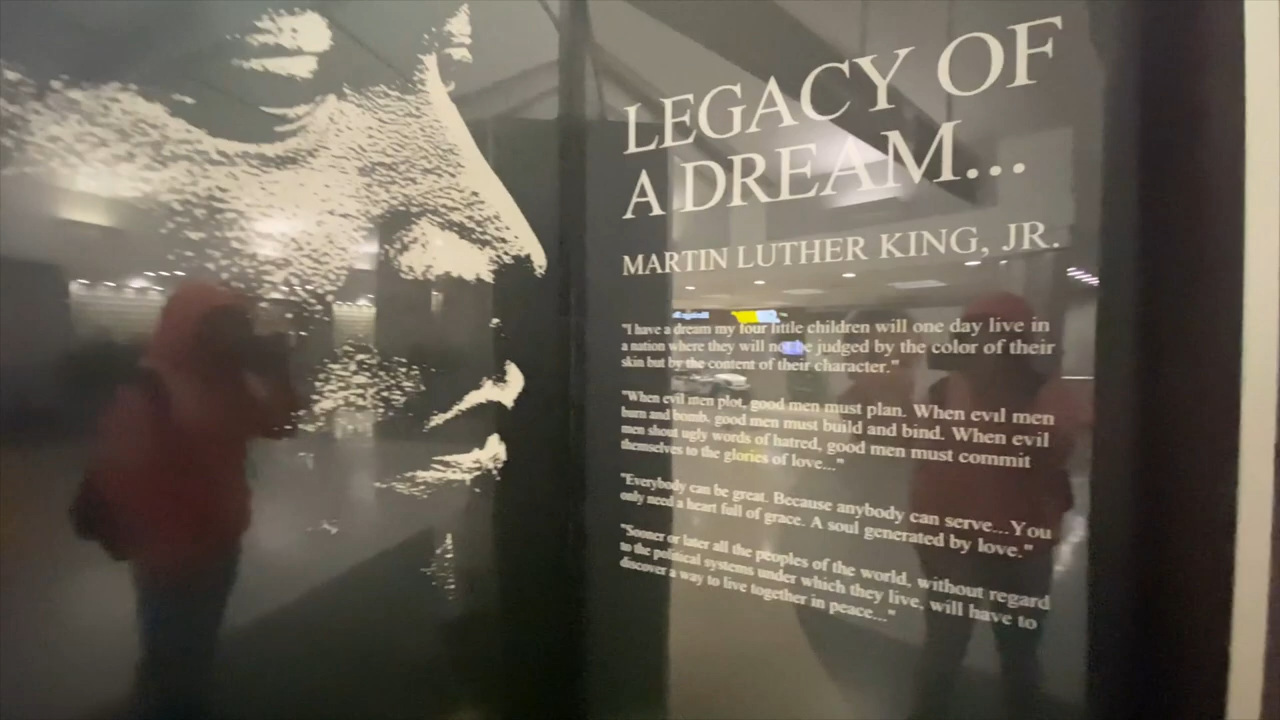 LEGACY OF
A DREAM...
MARTIN LUTHER KING, JR.
"I have a dream my four little children will one day live in
a nation where they will not be judged by the color of their
skin but by the content of their character."
"When evil men plot, good men must plan. When evil men
burn and bomb, good men must build and bind. When evil
men shout ugly words of hatred, good men must commit
themselves to the glories of love..."
"Everybody can be great. Because anybody can serve...You
only need a heart full of grace. A soul generated by love."
"Sooner or later all the peoples of the world, without regard
to the political systems under which they live, will have to
discover a way to live together in peace..."